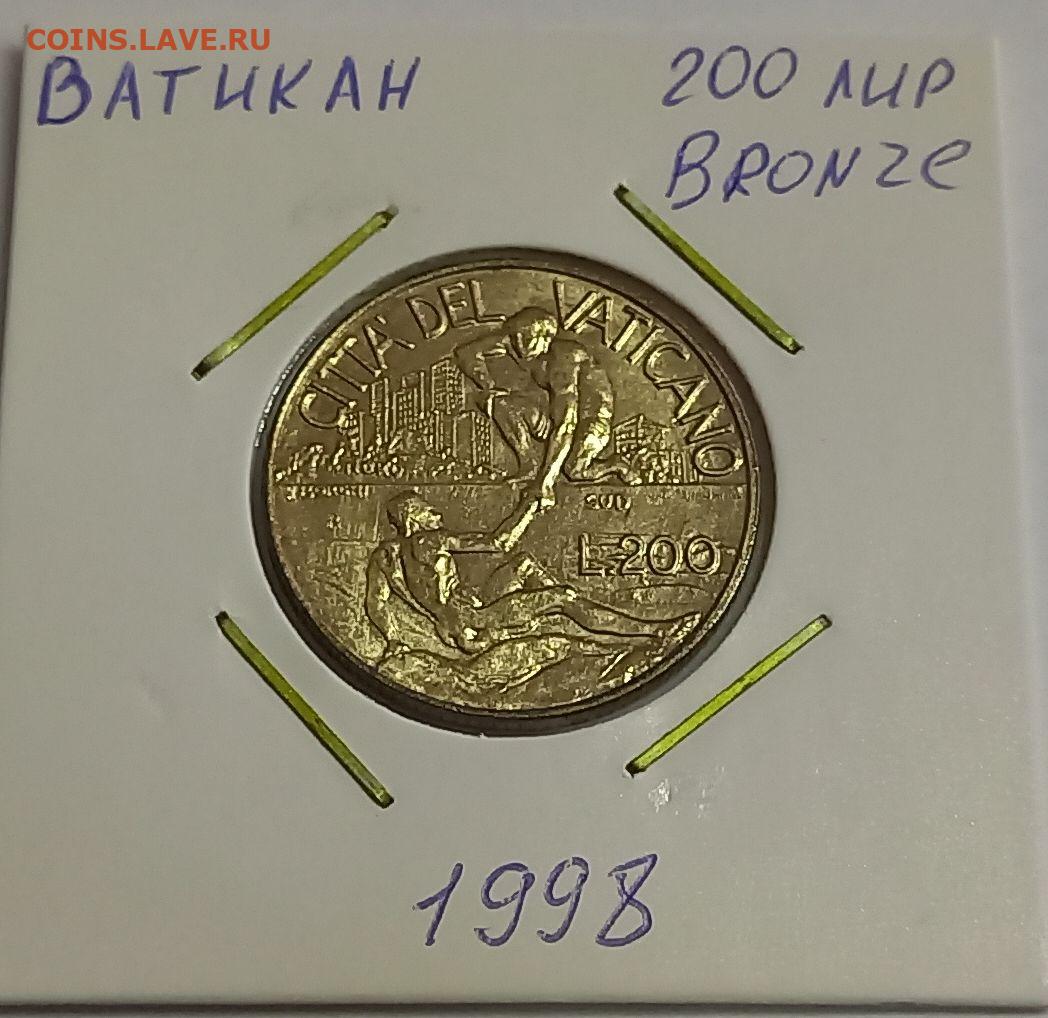 COINS.LAVE.RU
ВАТИКАН
200 ЛИР
BRONZE
CITTA' DEL VATICANO
L.200
1998